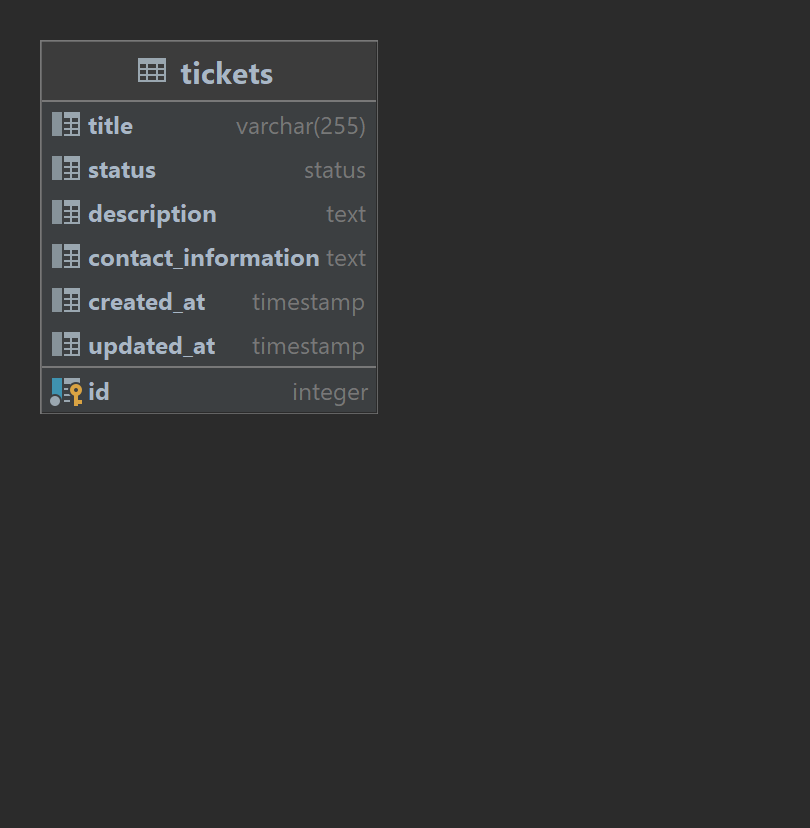 tickets
title varchar(255)
status status
description text
contact_information text
created_at timestamp
updated_at timestamp
id integer